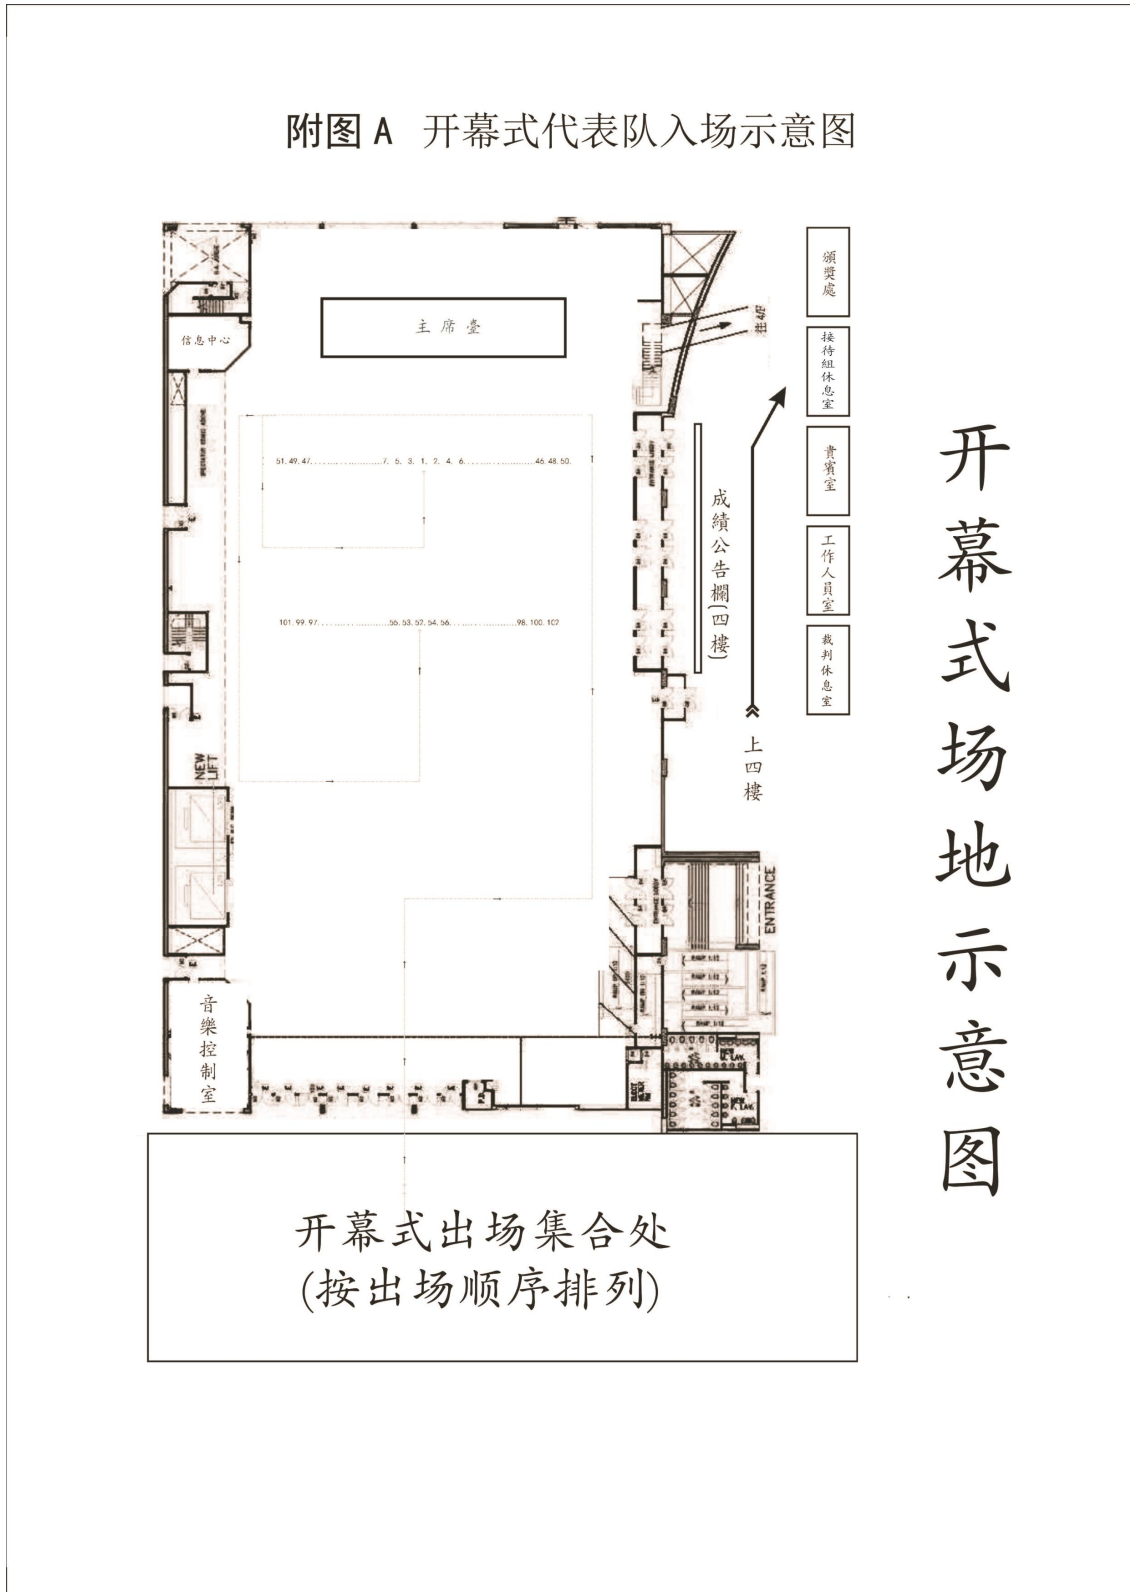 附图 A 开幕式代表队入场示意图
主席臺
信息中心
頒獎處
接待組休息室
貴賓室
工作人員室
裁判休息室
往4/F
51.49.47.....................7. 5. 3. 1. 2. 4. 6.....................46.48.50.
成績公告欄(四樓)
101.99.97.....................55.53.52.54.56.....................98.100.102
上四樓
NEW LIFT
ENTRANCE
音樂控制室
开幕式出场集合处
(按出场顺序排列)
开幕式场地示意图